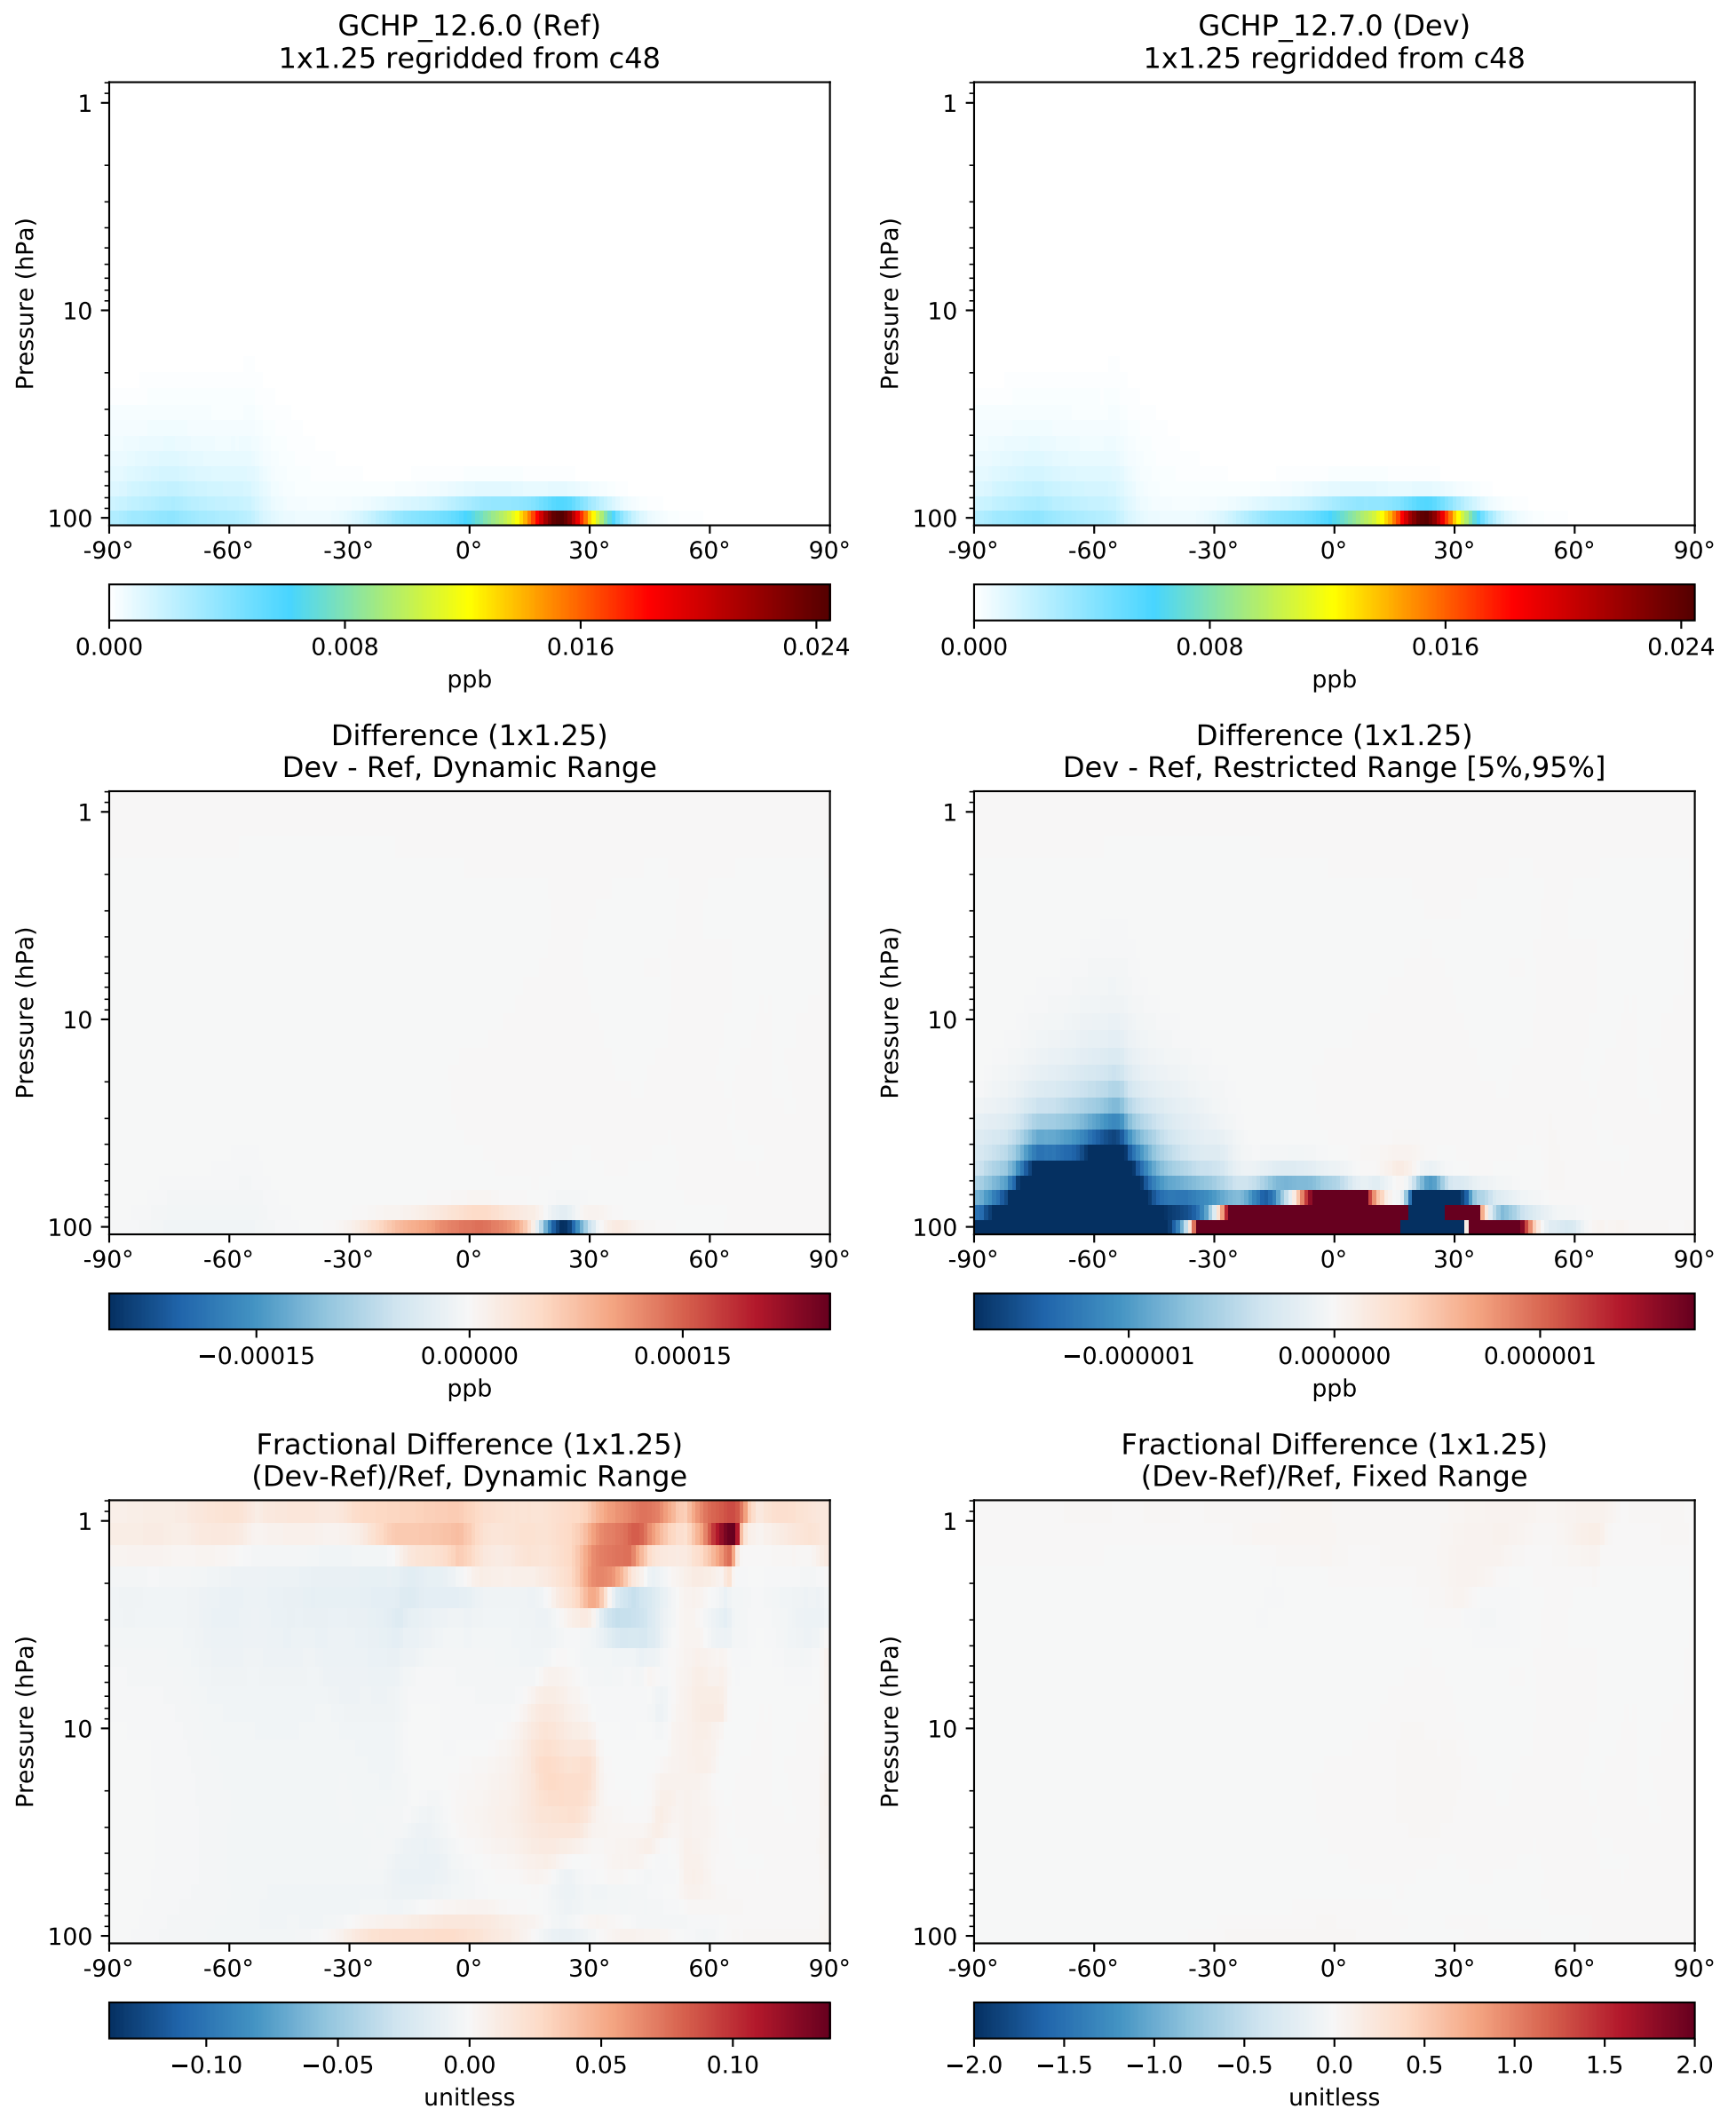 GCHP_12.6.0 (Ref)
1x1.25 regridded from c48
GCHP_12.7.0 (Dev)
1x1.25 regridded from c48
Pressure (hPa)
1
10
100
-90° -60° -30° 0° 30° 60° 90°
0.000 0.008 0.016 0.024
ppb
Pressure (hPa)
1
10
100
-90° -60° -30° 0° 30° 60° 90°
0.000 0.008 0.016 0.024
ppb
Difference (1x1.25)
Dev - Ref, Dynamic Range
Difference (1x1.25)
Dev - Ref, Restricted Range [5%,95%]
Pressure (hPa)
1
10
100
-90° -60° -30° 0° 30° 60° 90°
−0.00015 0.00000 0.00015
ppb
Pressure (hPa)
1
10
100
-90° -60° -30° 0° 30° 60° 90°
−0.000001 0.000000 0.000001
ppb
Fractional Difference (1x1.25)
(Dev-Ref)/Ref, Dynamic Range
Fractional Difference (1x1.25)
(Dev-Ref)/Ref, Fixed Range
Pressure (hPa)
1
10
100
-90° -60° -30° 0° 30° 60° 90°
−0.10 −0.05 0.00 0.05 0.10
unitless
Pressure (hPa)
1
10
100
-90° -60° -30° 0° 30° 60° 90°
−2.0 −1.5 −1.0 −0.5 0.0 0.5 1.0 1.5 2.0
unitless